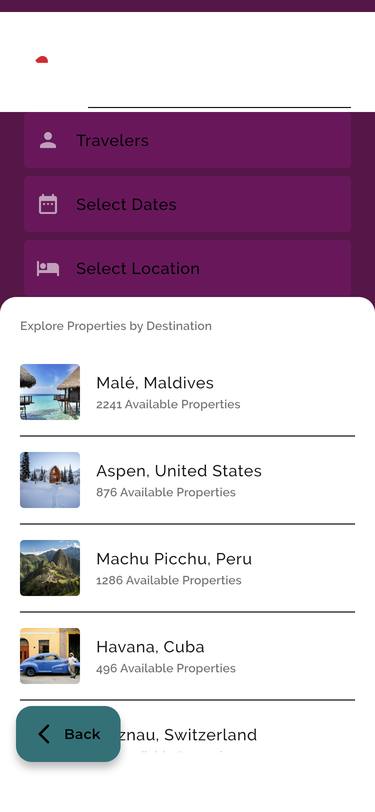 Travelers
Select Dates
Select Location
Explore Properties by Destination
Malé, Maldives
2241 Available Properties
Aspen, United States
876 Available Properties
Machu Picchu, Peru
1286 Available Properties
Havana, Cuba
496 Available Properties
Back
Switzerland